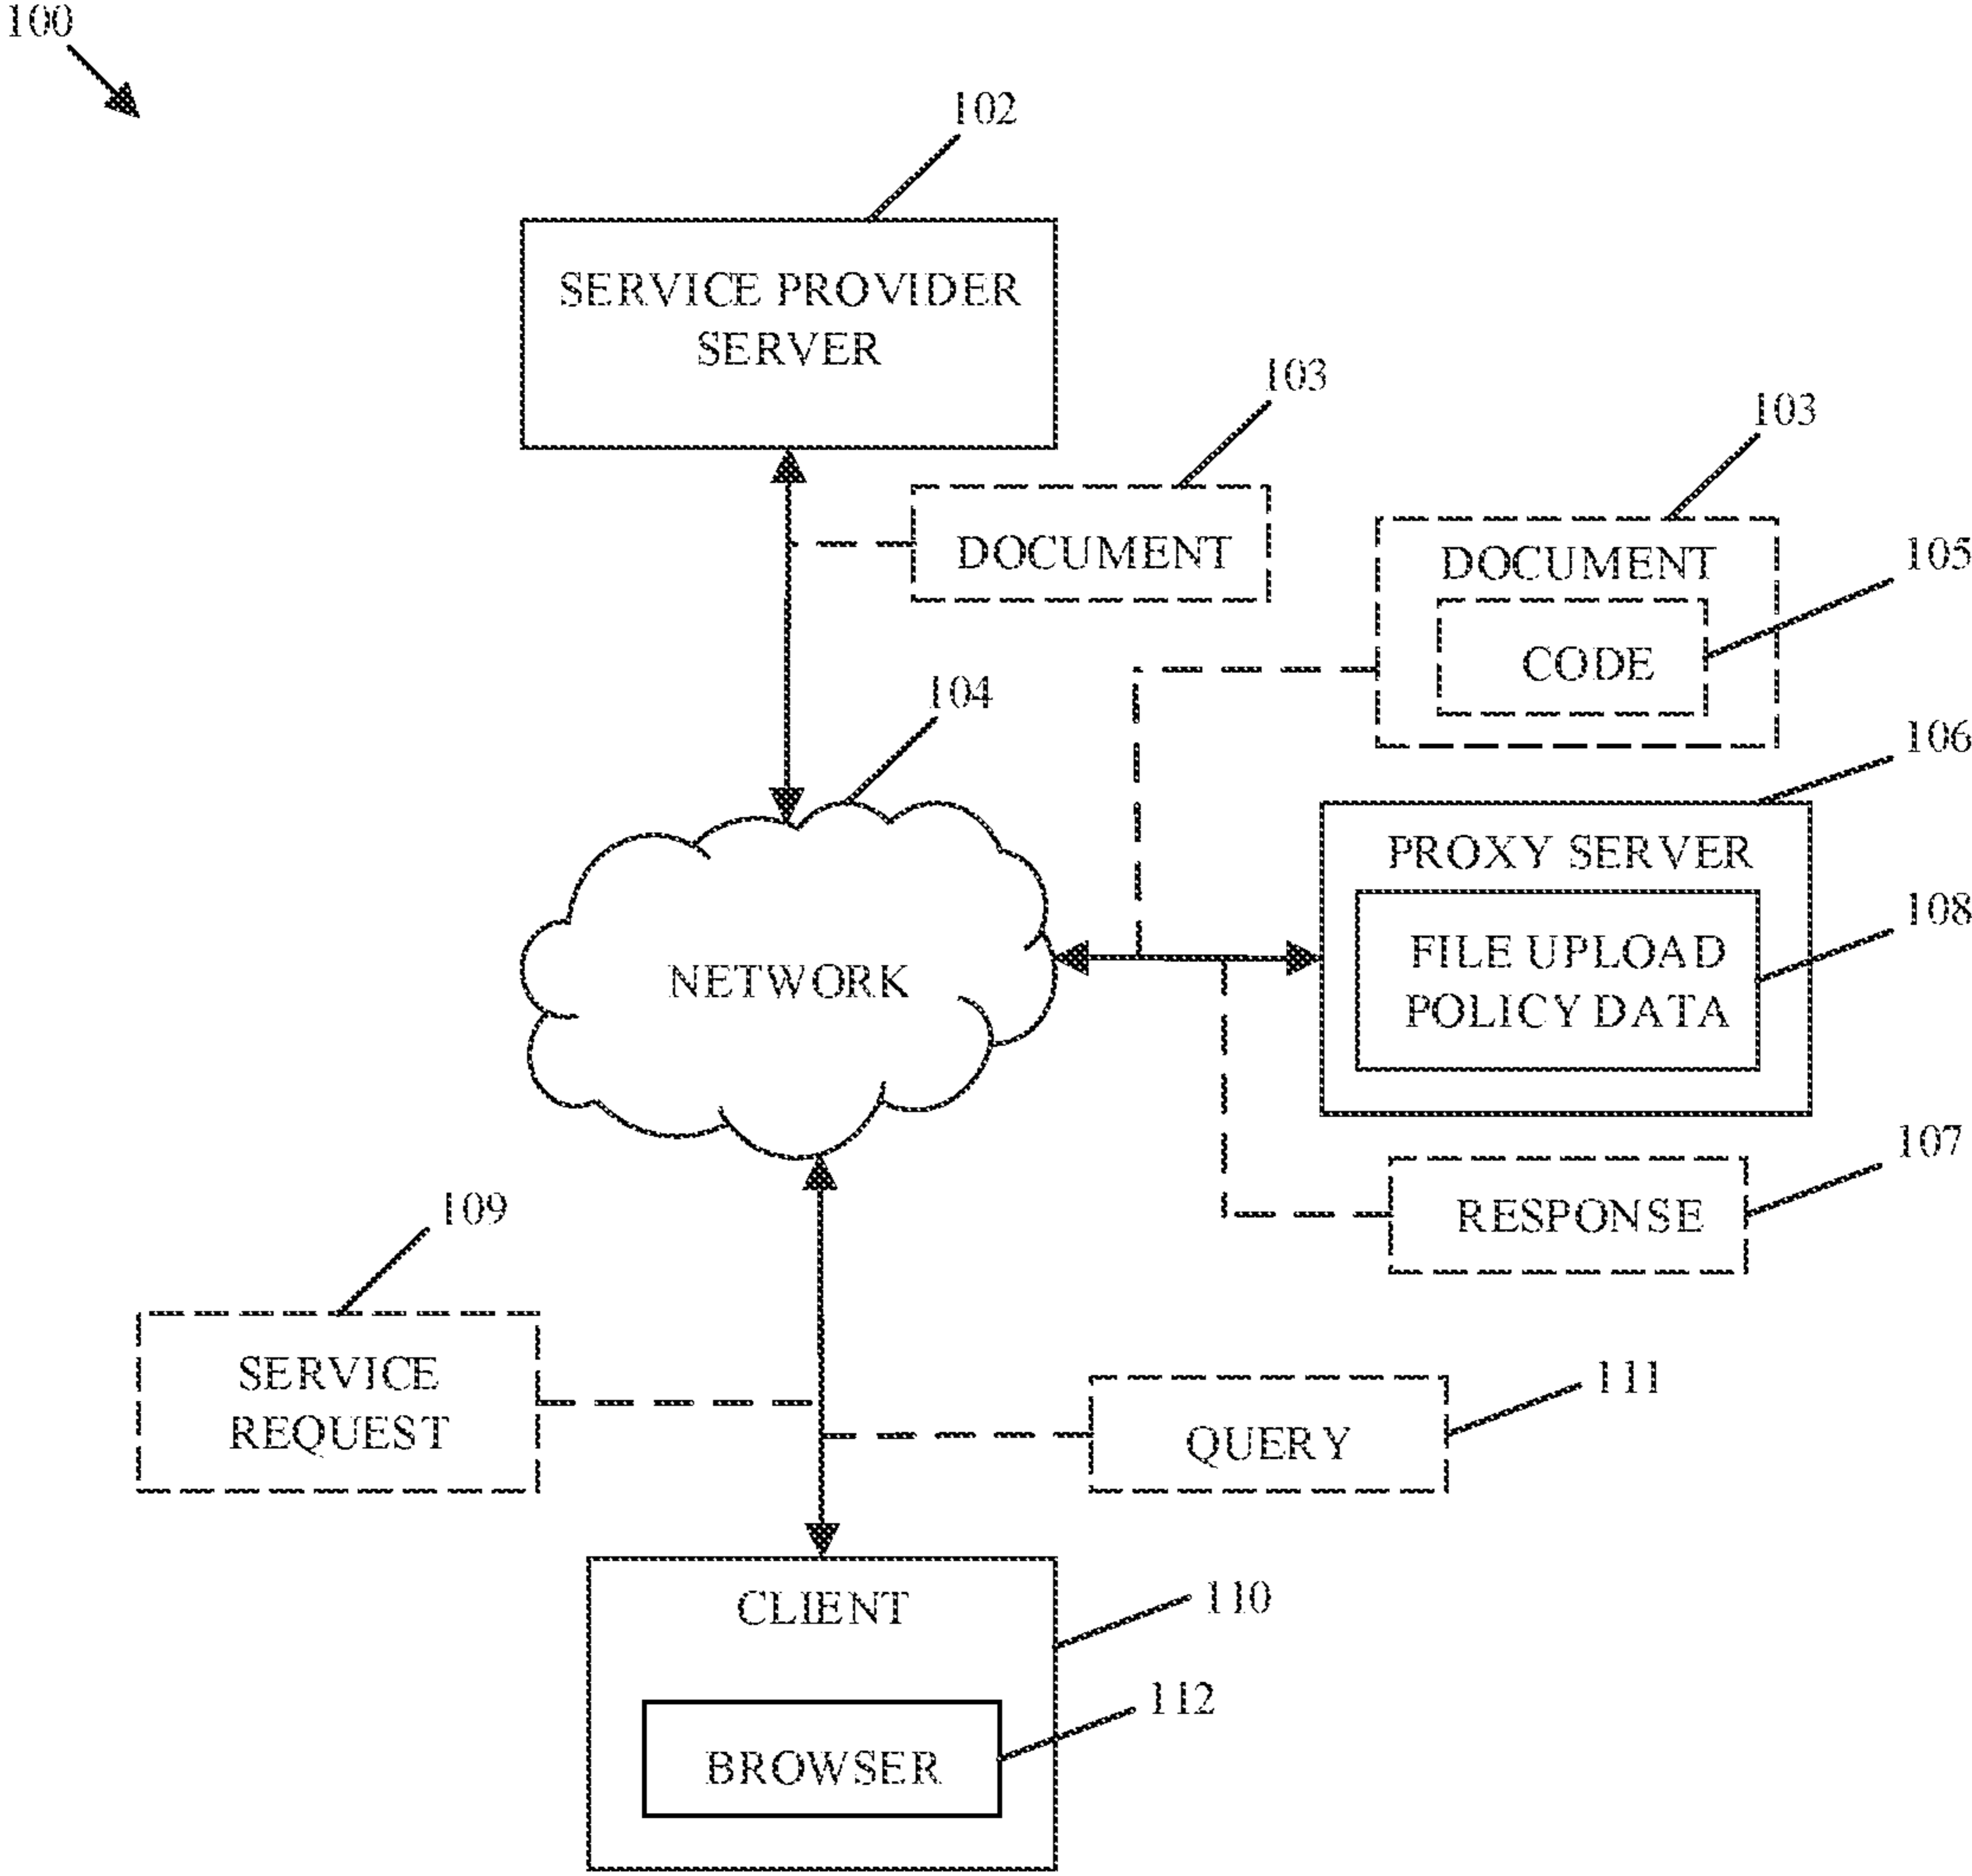 100
102
SERVICE PROVIDER
SERVER
103
103
DOCUMENT
DOCUMENT
105
CODE
104
106
PROXY SERVER
108
FILE UPLOAD
POLICY DATA
NETWORK
107
RESPONSE
109
SERVICE
REQUEST
111
QUERY
CLIENT
110
112
BROWSER